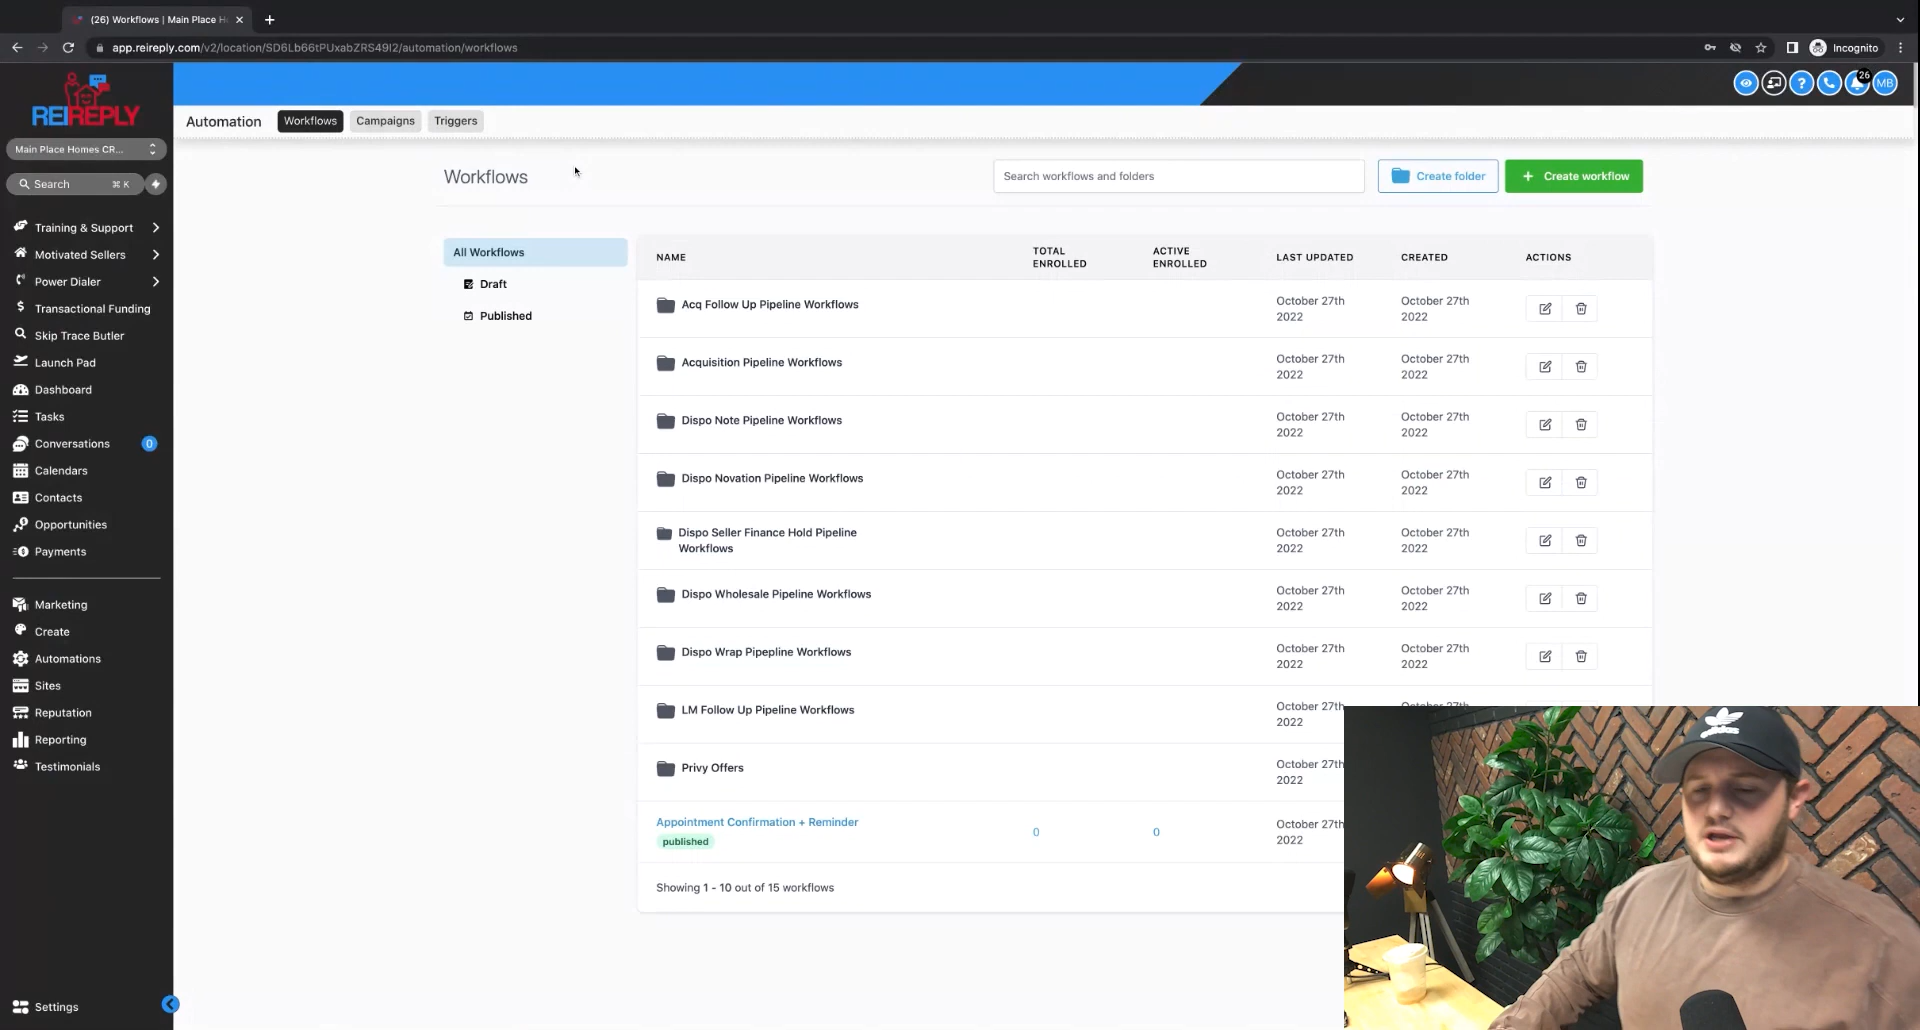 (26) Workflows | Main Place H
app.reireply.com/v2/location/SD6Lb66tPUxabZRS49I2/automation/workflows
Incognito
REIREPLY
26
MB
Automation
Workflows
Campaigns
Triggers
Main Place Homes CR...
Search
⌘ K
Training & Support
Motivated Sellers
Power Dialer
Transactional Funding
Skip Trace Butler
Launch Pad
Dashboard
Tasks
Conversations 0
Calendars
Contacts
Opportunities
Payments
Marketing
Create
Automations
Sites
Reputation
Reporting
Testimonials
Settings
Workflows
Search workflows and folders
Create folder
+ Create workflow
All Workflows
Draft
Published
NAME
TOTAL
ENROLLED
ACTIVE
ENROLLED
LAST UPDATED
CREATED
ACTIONS
Acq Follow Up Pipeline Workflows
October 27th
2022
October 27th
2022
Acquisition Pipeline Workflows
October 27th
2022
October 27th
2022
Dispo Note Pipeline Workflows
October 27th
2022
October 27th
2022
Dispo Novation Pipeline Workflows
October 27th
2022
October 27th
2022
Dispo Seller Finance Hold Pipeline
Workflows
October 27th
2022
October 27th
2022
Dispo Wholesale Pipeline Workflows
October 27th
2022
October 27th
2022
Dispo Wrap Pipepline Workflows
October 27th
2022
October 27th
2022
LM Follow Up Pipeline Workflows
October 27th
2022
Privy Offers
October 27th
2022
Appointment Confirmation + Reminder
published
0
0
October 27th
2022
Showing 1 - 10 out of 15 workflows